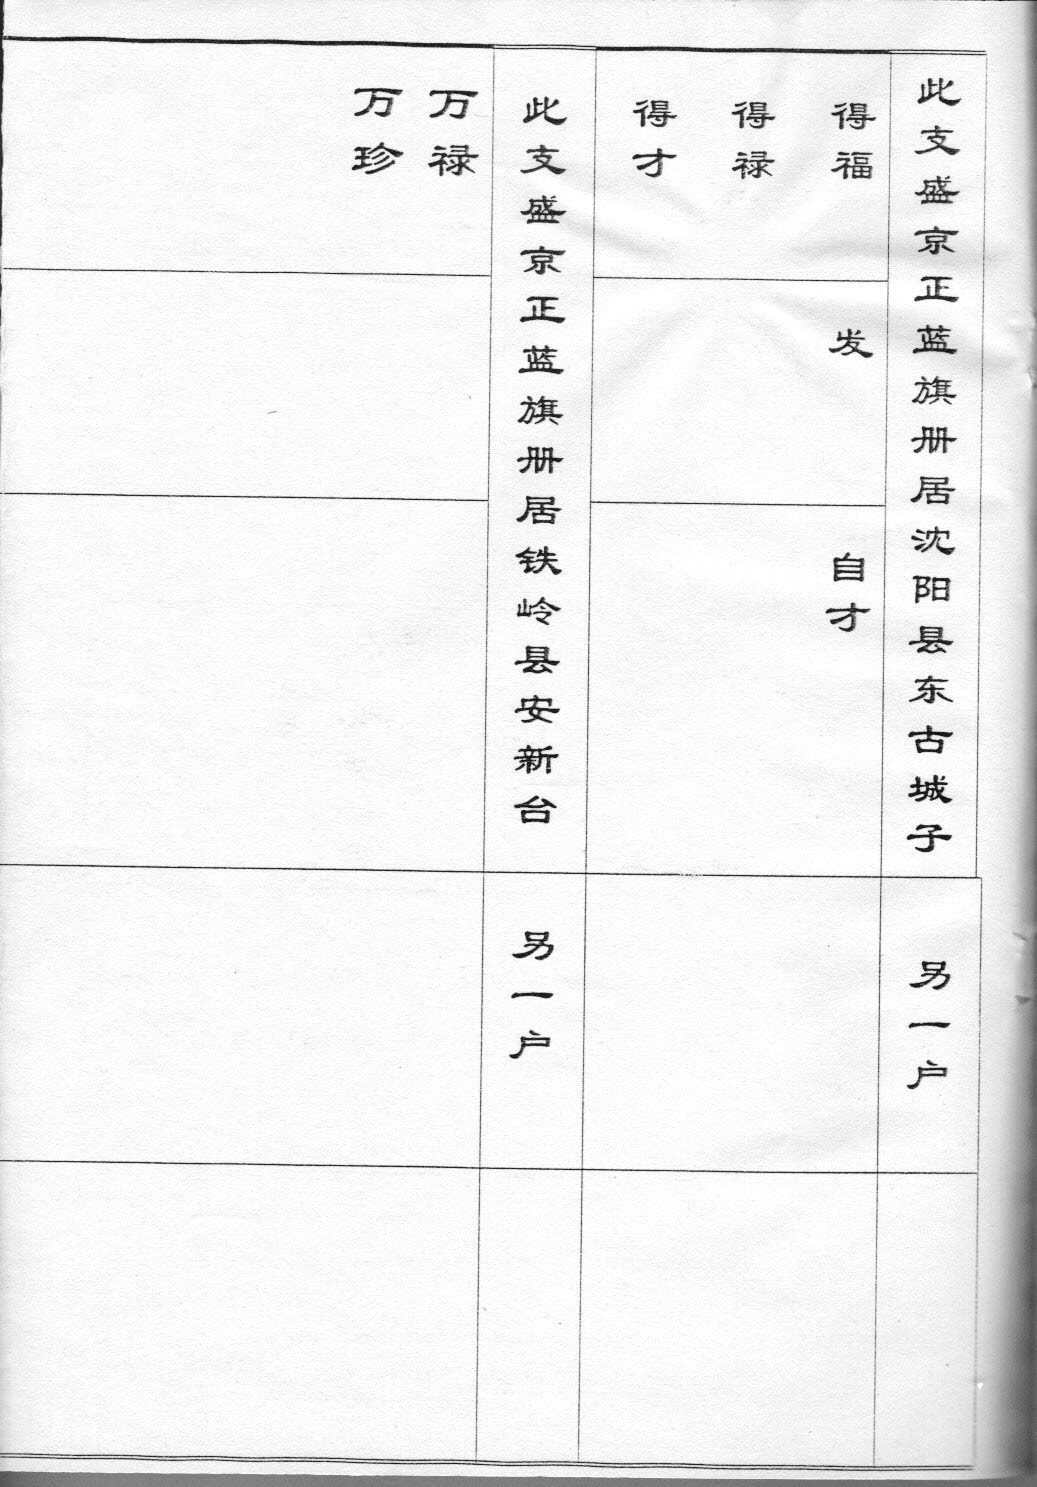 此支盛京正蓝旗册居沈阳县东古城子
另一户
得福
得禄
得才
发
自才
此支盛京正蓝旗册居铁岭县安新台
另一户
万禄
万珍